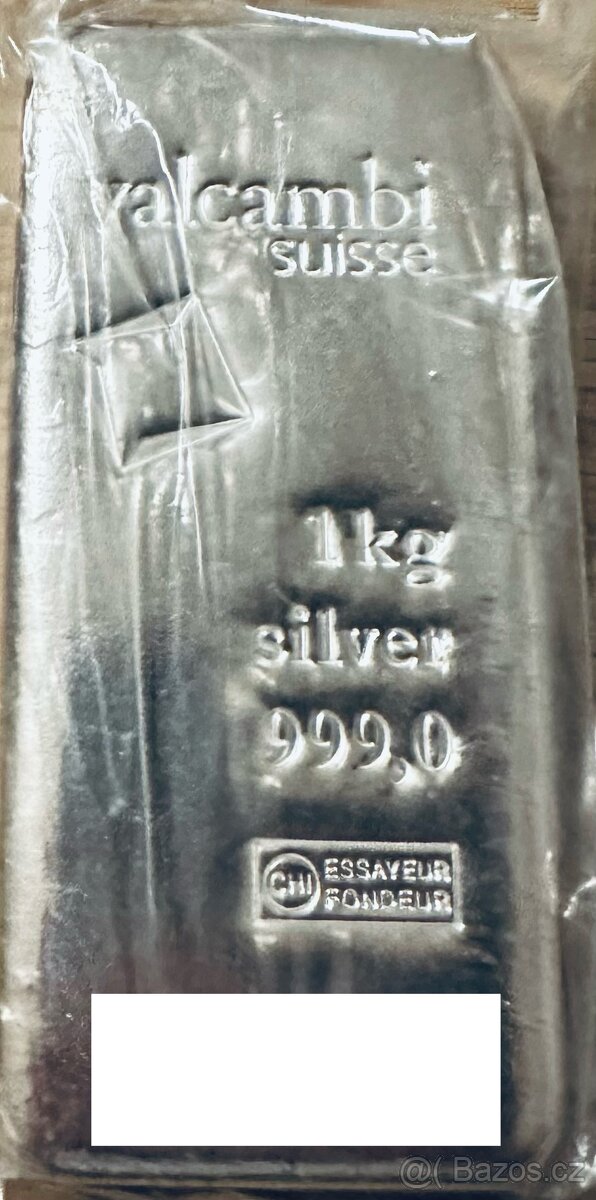 valcambi
suisse
1kg
silver
999,0
CHI ESSAYEUR
FONDEUR
@( Bazos.cz